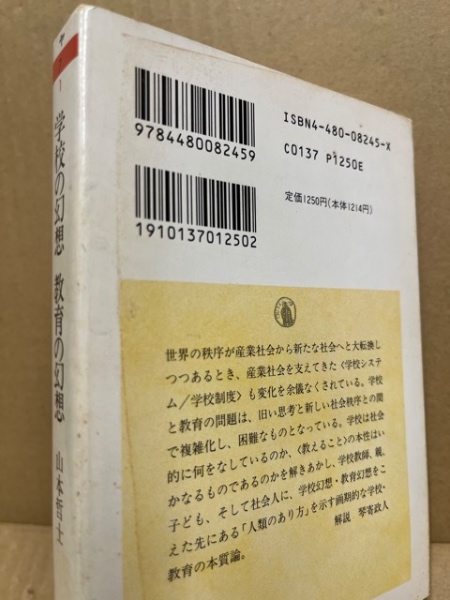 学校の幻想 教育の幻想 山本哲士
9784480082459
1910137012502
ISBN4-480-08245-X
C0137 P1250E
定価1250円(本体1214円)
世界の秩序が産業社会から新たな社会へと大転換し
つつあるとき、産業社会を支えてきた〈学校システ
ム/学校制度〉も変化を余儀なくされている。学校
と教育の問題は、旧い思考と新しい社会秩序との間
で複雑化し、困難なものとなっている。学校は社会
的に何をなしているのか、〈教えること〉の本性はい
かなるものであるのかを解きあかし、学校教師、親、
子ども、そして社会人に、学校幻想・教育幻想をこ
えた先にある「人類のあり方」を示す画期的な学校・
教育の本質論。
解説 琴寄政人